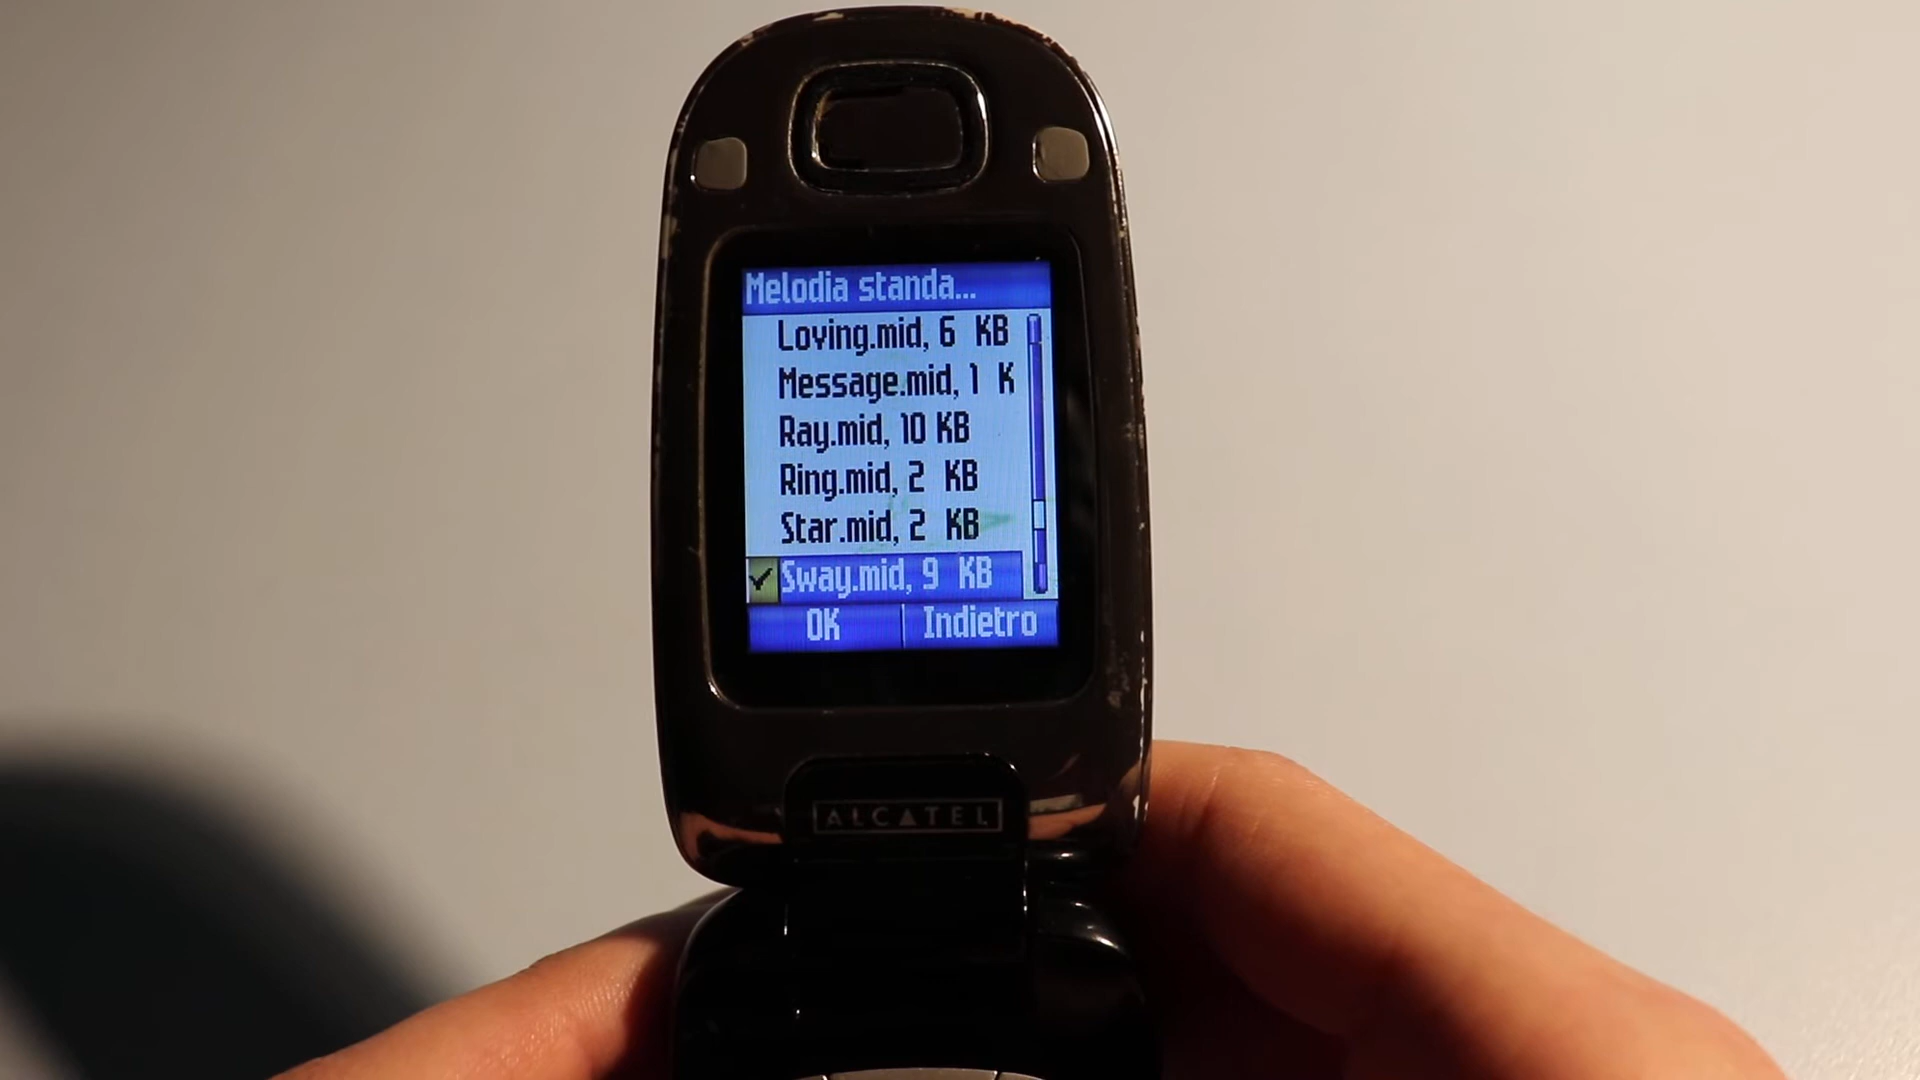 Melodia standa...
Loving.mid, 6 KB
Message.mid, 1 K
Ray.mid, 10 KB
Ring.mid, 2 KB
Star.mid, 2 KB
Sway.mid, 9 KB
OK Indietro
ALCATEL